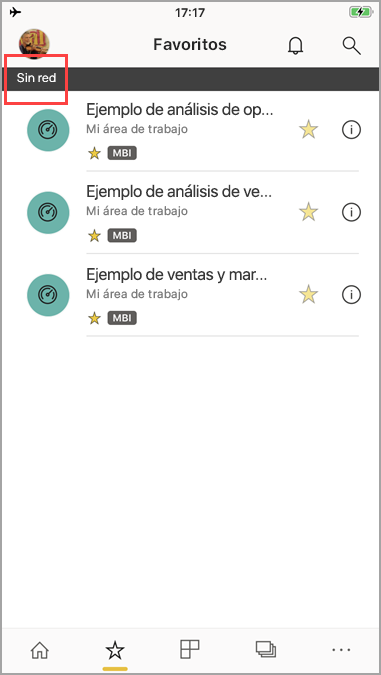 17:17
Favoritos
Sin red
Ejemplo de análisis de op...
Mi área de trabajo
MBI
Ejemplo de análisis de ve...
Mi área de trabajo
MBI
Ejemplo de ventas y mar...
Mi área de trabajo
MBI